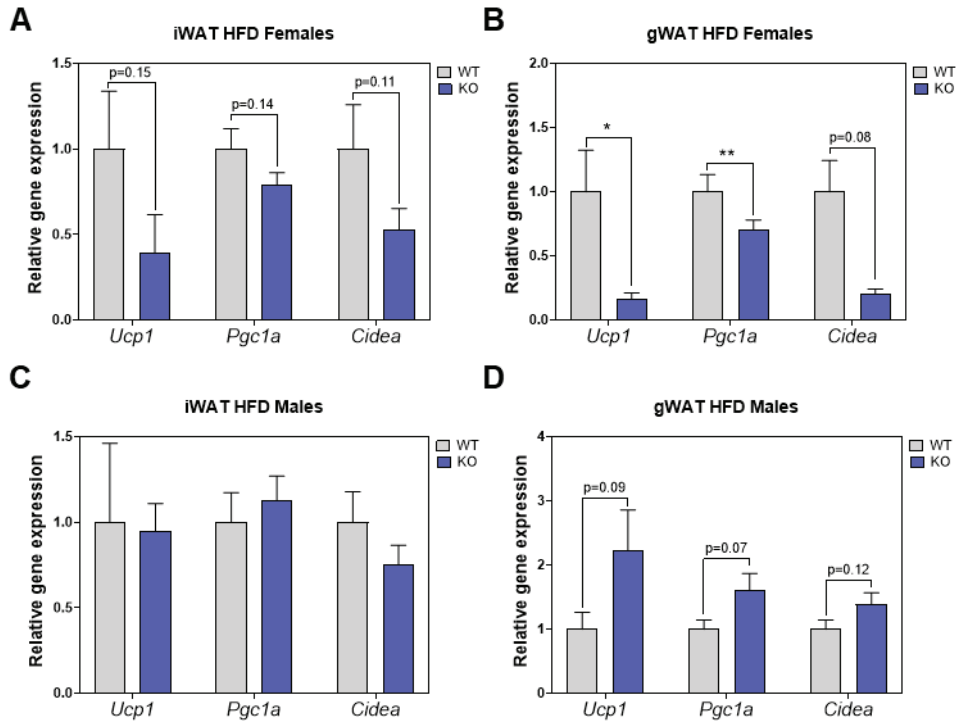 A
iWAT HFD Females
Relative gene expression
1.5
1.0
0.5
0.0
p=0.15
p=0.14
p=0.11
WT
KO
Ucp1 Pgc1a Cidea
B
gWAT HFD Females
Relative gene expression
2.0
1.5
1.0
0.5
0.0
*
**
p=0.08
WT
KO
Ucp1 Pgc1a Cidea
C
iWAT HFD Males
Relative gene expression
1.5
1.0
0.5
0.0
WT
KO
Ucp1 Pgc1a Cidea
D
gWAT HFD Males
Relative gene expression
4
3
2
1
0
p=0.09
p=0.07
p=0.12
WT
KO
Ucp1 Pgc1a Cidea